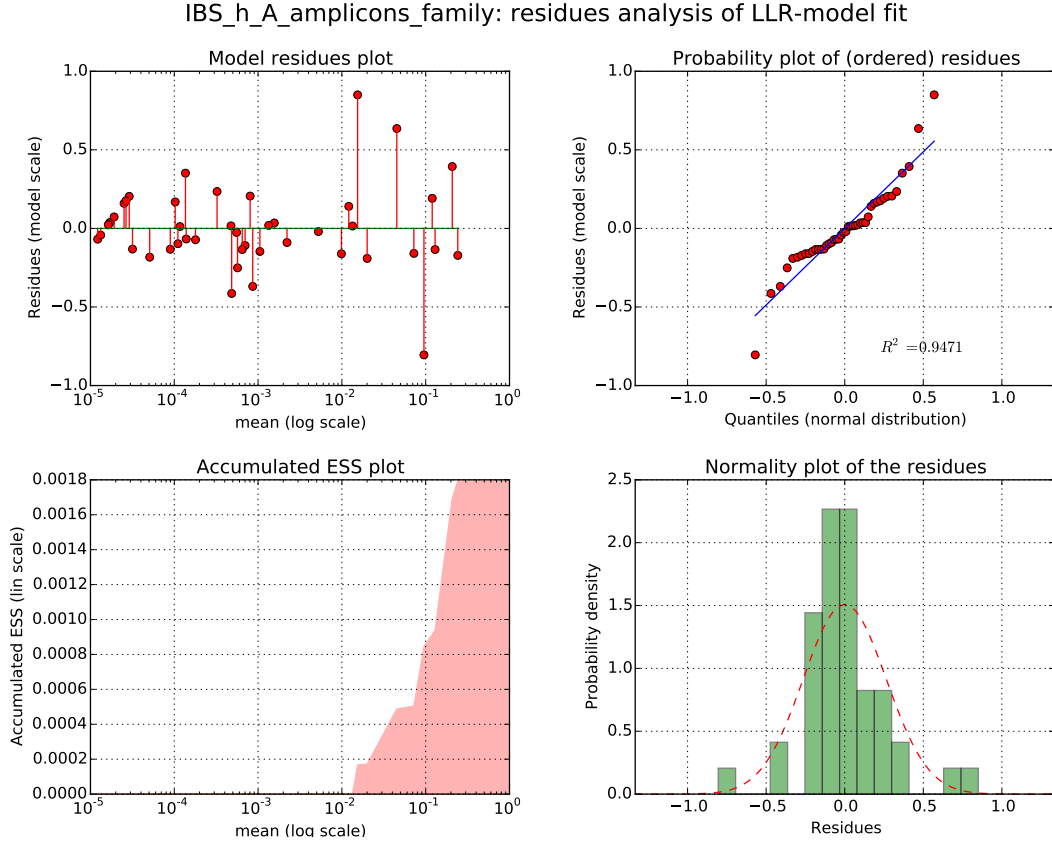 IBS_h_A_amplicons_family: residues analysis of LLR-model fit
Model residues plot
1.0
0.5
0.0
−0.5
−1.0
Residues (model scale)
10^-5 10^-4 10^-3 10^-2 10^-1 10^0
mean (log scale)
Probability plot of (ordered) residues
1.0
0.5
0.0
−0.5
−1.0
Residues (model scale)
R² =0.9471
−1.0 −0.5 0.0 0.5 1.0
Quantiles (normal distribution)
Accumulated ESS plot
0.0018
0.0016
0.0014
0.0012
0.0010
0.0008
0.0006
0.0004
0.0002
0.0000
Accumulated ESS (lin scale)
10^-5 10^-4 10^-3 10^-2 10^-1 10^0
mean (log scale)
Normality plot of the residues
2.5
2.0
1.5
1.0
0.5
0.0
Probability density
−1.0 −0.5 0.0 0.5 1.0
Residues